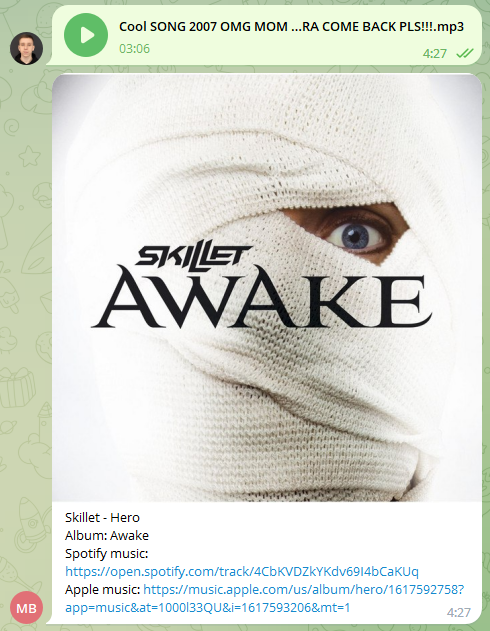 Cool SONG 2007 OMG MOM ...RA COME BACK PLS!!!.mp3
03:06
4:27
SKILLET
AWAKE
Skillet - Hero
Album: Awake
Spotify music:
https://open.spotify.com/track/4CbKVDZkYKdv69I4bCaKUq
Apple music: https://music.apple.com/us/album/hero/1617592758?
app=music&at=1000l33QU&i=1617593206&mt=1
MB
4:27